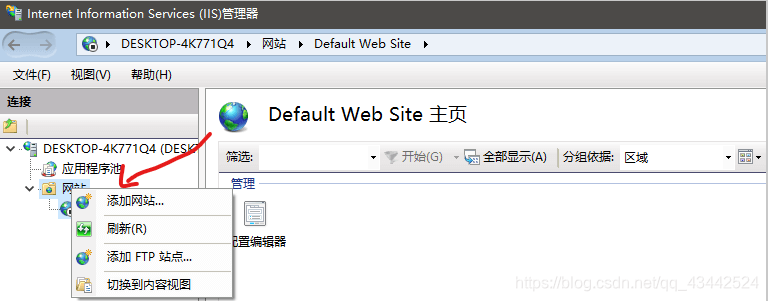 Internet Information Services (IIS)管理器
DESKTOP-4K771Q4 网站 Default Web Site
文件(F) 视图(V) 帮助(H)
连接
DESKTOP-4K771Q4 (DESKT
应用程序池
网站
添加网站...
刷新(R)
添加 FTP 站点...
切换到内容视图
Default Web Site 主页
筛选: 开始(G) 全部显示(A) 分组依据: 区域
管理
配置编辑器
https://blog.csdn.net/qq_43442524